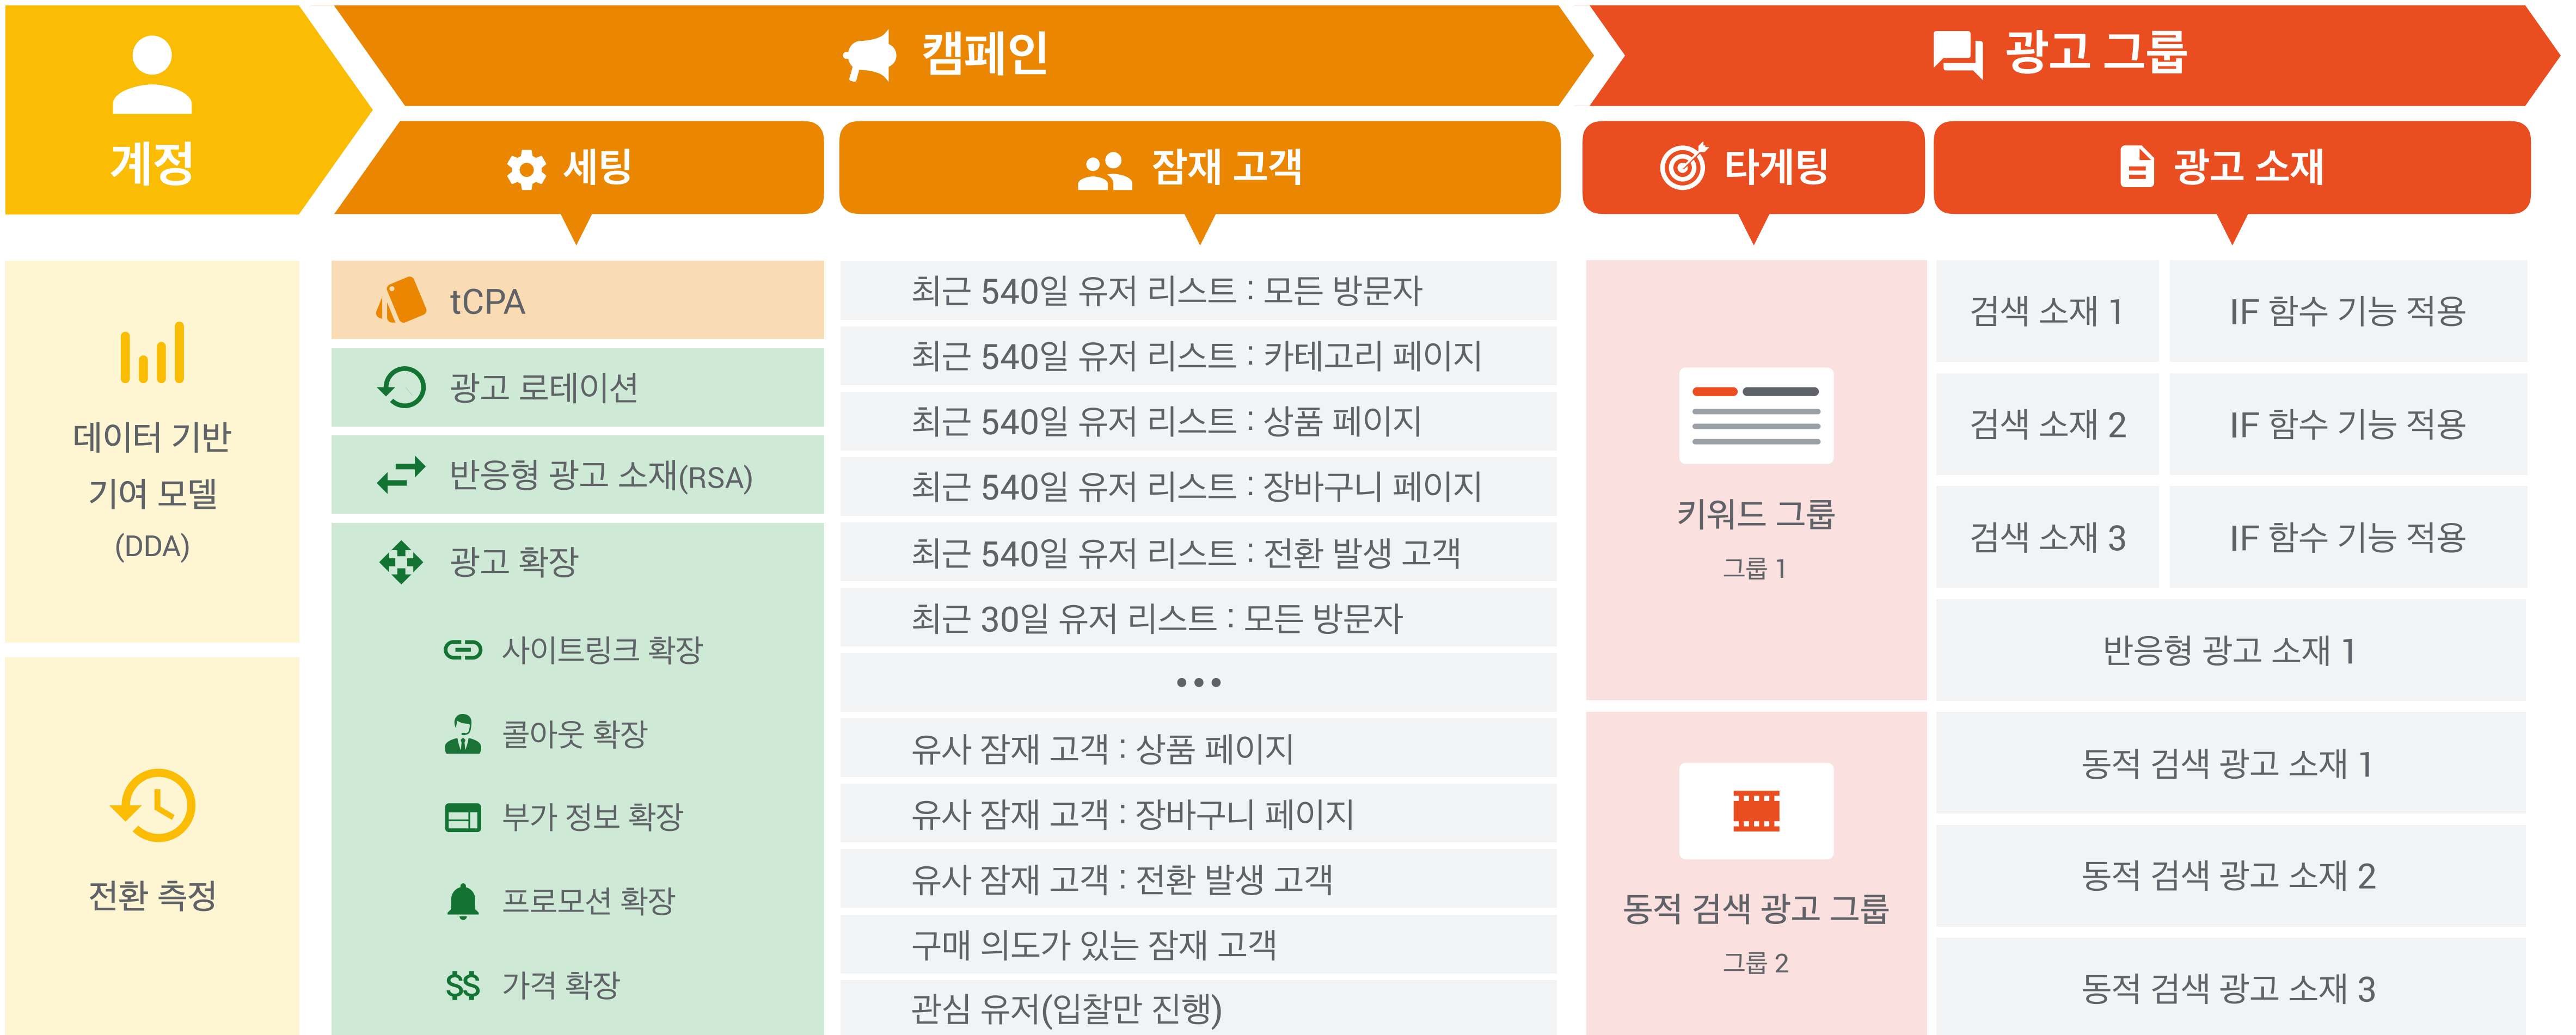 계정
캠페인
광고 그룹
세팅
잠재 고객
타게팅
광고 소재
데이터 기반
기여 모델
(DDA)
전환 측정
tCPA
광고 로테이션
반응형 광고 소재(RSA)
광고 확장
사이트링크 확장
콜아웃 확장
부가 정보 확장
프로모션 확장
$$ 가격 확장
최근 540일 유저 리스트 : 모든 방문자
최근 540일 유저 리스트 : 카테고리 페이지
최근 540일 유저 리스트 : 상품 페이지
최근 540일 유저 리스트 : 장바구니 페이지
최근 540일 유저 리스트 : 전환 발생 고객
최근 30일 유저 리스트 : 모든 방문자
•••
유사 잠재 고객 : 상품 페이지
유사 잠재 고객 : 장바구니 페이지
유사 잠재 고객 : 전환 발생 고객
구매 의도가 있는 잠재 고객
관심 유저(입찰만 진행)
키워드 그룹
그룹 1
동적 검색 광고 그룹
그룹 2
검색 소재 1
IF 함수 기능 적용
검색 소재 2
IF 함수 기능 적용
검색 소재 3
IF 함수 기능 적용
반응형 광고 소재 1
동적 검색 광고 소재 1
동적 검색 광고 소재 2
동적 검색 광고 소재 3